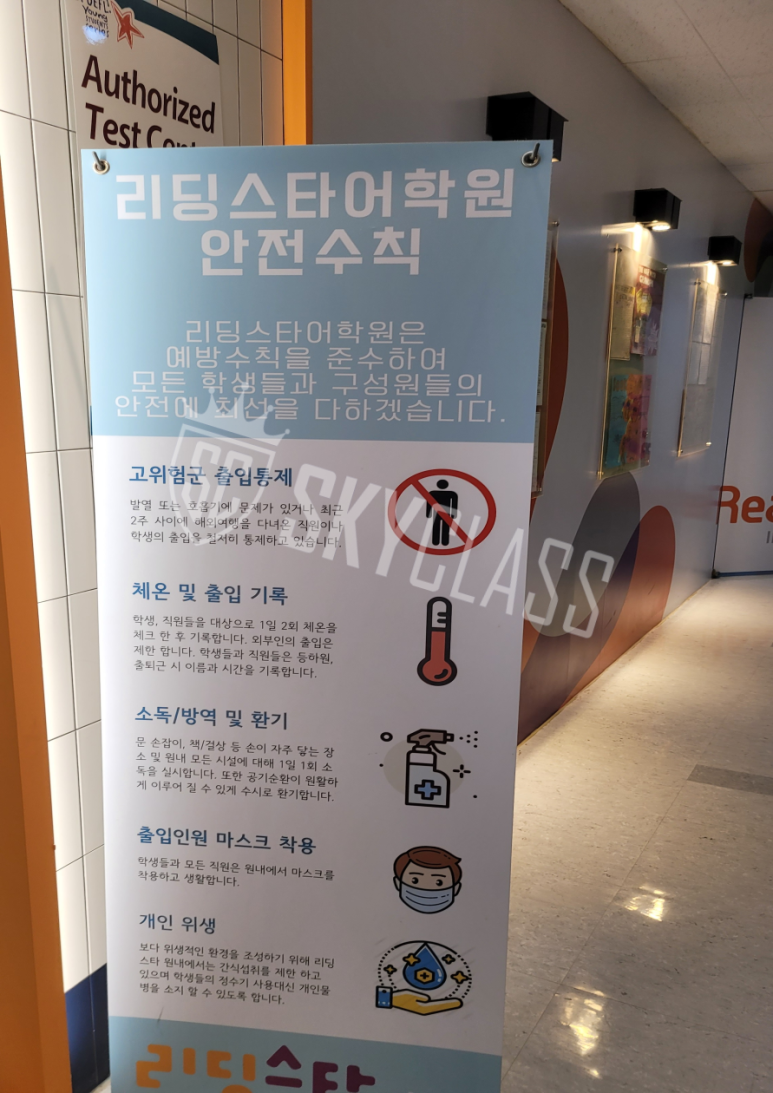 Young
Authorized
리딩스타어학원
안전수칙
리딩스타어학원은
예방수칙을 준수하여
모든 학생들과 구성원들의
안전에 최선을 다하겠습니다.
SKYCLASS
고위험군 출입통제
발열 또는 호흡기에 문제가 있거나 최근
2주 사이에 해외여행을 다녀온 직원이나
학생의 출입을 철저히 통제하고 있습니다.
체온 및 출입 기록
학생, 직원들을 대상으로 1일 2회 체온을
체크 한 후 기록합니다. 외부인의 출입은
제한 합니다. 학생들과 직원들은 등하원,
출퇴근 시 이름과 시간을 기록합니다.
소독/방역 및 환기
문 손잡이, 책/걸상 등 손이 자주 닿는 장
소 및 원내 모든 시설에 대해 1일 1회 소
독을 실시합니다. 또한 공기순환이 원활하
게 이루어 질 수 있게 수시로 환기합니다.
출입인원 마스크 착용
학생들과 모든 직원은 원내에서 마스크를
착용하고 생활합니다.
개인 위생
보다 위생적인 환경을 조성하기 위해 리딩
스타 원내에서는 간식섭취를 제한 하고
있으며 학생들의 정수기 사용대신 개인물
병을 소지 할 수 있도록 합니다.
리딩스타